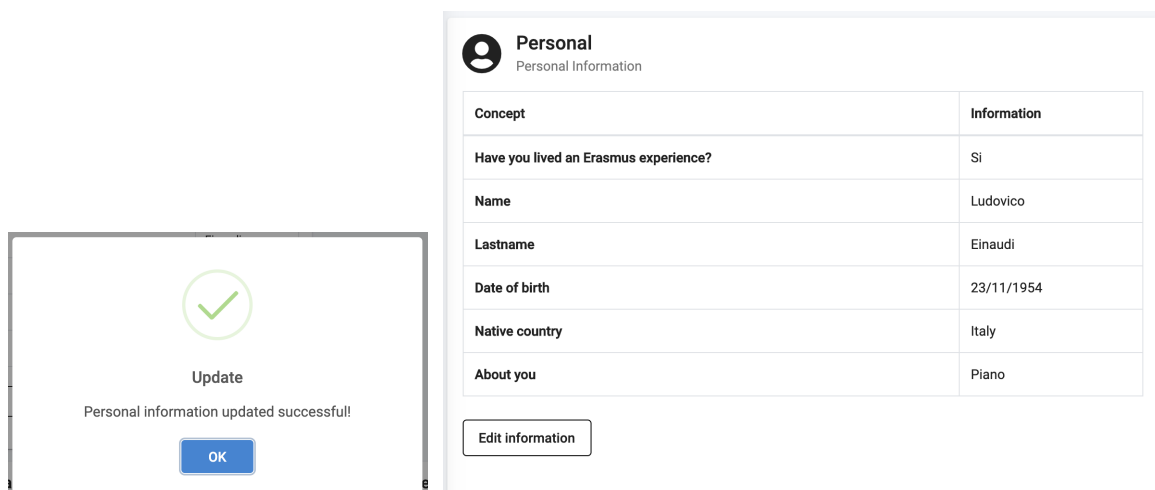 Update
Personal information updated successful!
OK
Personal
Personal Information
Concept Information
Have you lived an Erasmus experience? Si
Name Ludovico
Lastname Einaudi
Date of birth 23/11/1954
Native country Italy
About you Piano
Edit information